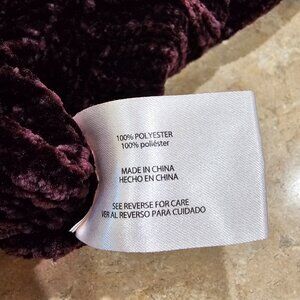 100% POLYESTER
100% poliéster
MADE IN CHINA
HECHO EN CHINA
SEE REVERSE FOR CARE
VER AL REVERSO PARA CUIDADO